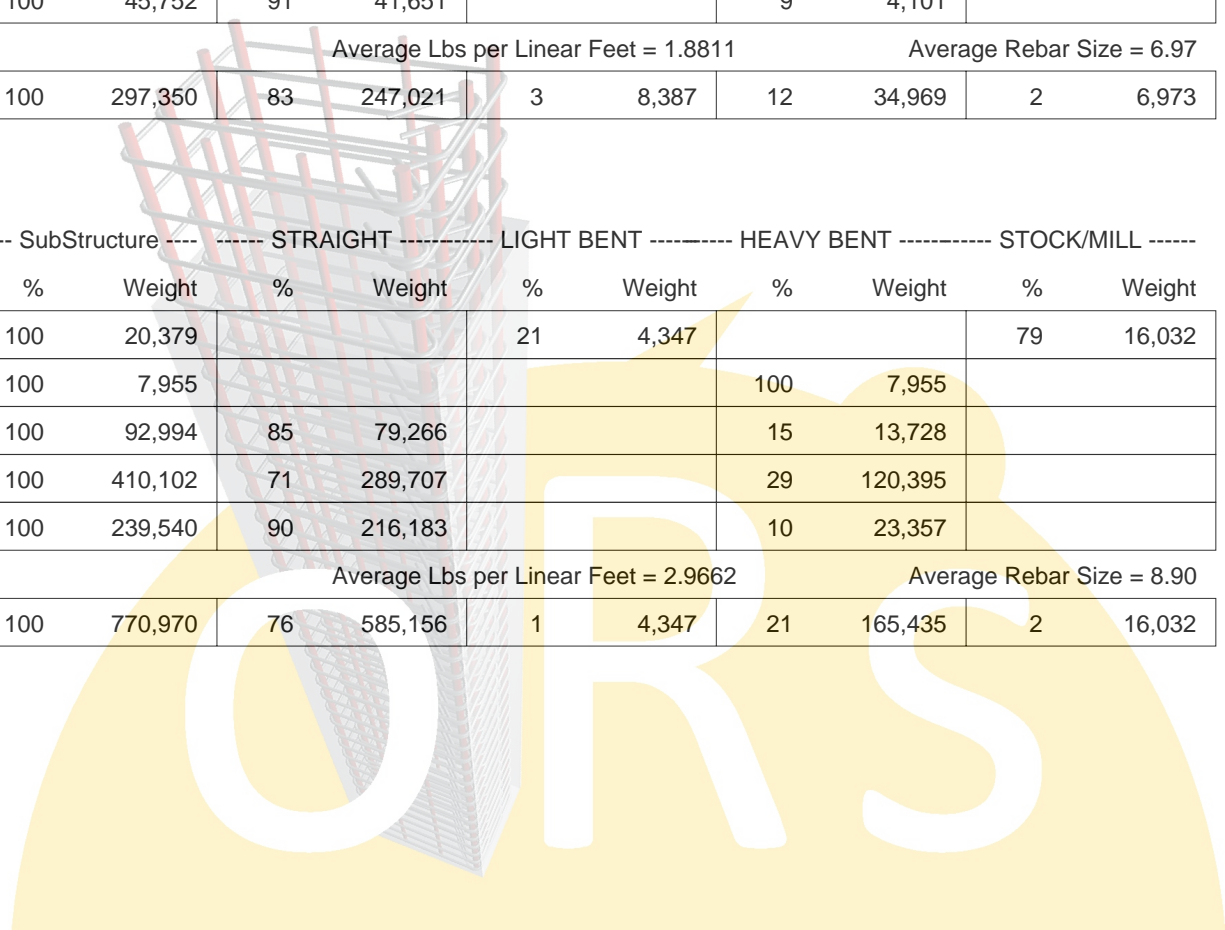 100 45,752 91 41,651 9 4,101
Average Lbs per Linear Feet = 1.8811 Average Rebar Size = 6.97
100 297,350 83 247,021 3 8,387 12 34,969 2 6,973
-- SubStructure ---- ------ STRAIGHT ------------- LIGHT BENT ------------- HEAVY BENT ------------- STOCK/MILL ------
% Weight % Weight % Weight % Weight % Weight
100 20,379 21 4,347 79 16,032
100 7,955 100 7,955
100 92,994 85 79,266 15 13,728
100 410,102 71 289,707 29 120,395
100 239,540 90 216,183 10 23,357
Average Lbs per Linear Feet = 2.9662 Average Rebar Size = 8.90
100 770,970 76 585,156 1 4,347 21 165,435 2 16,032
ORS